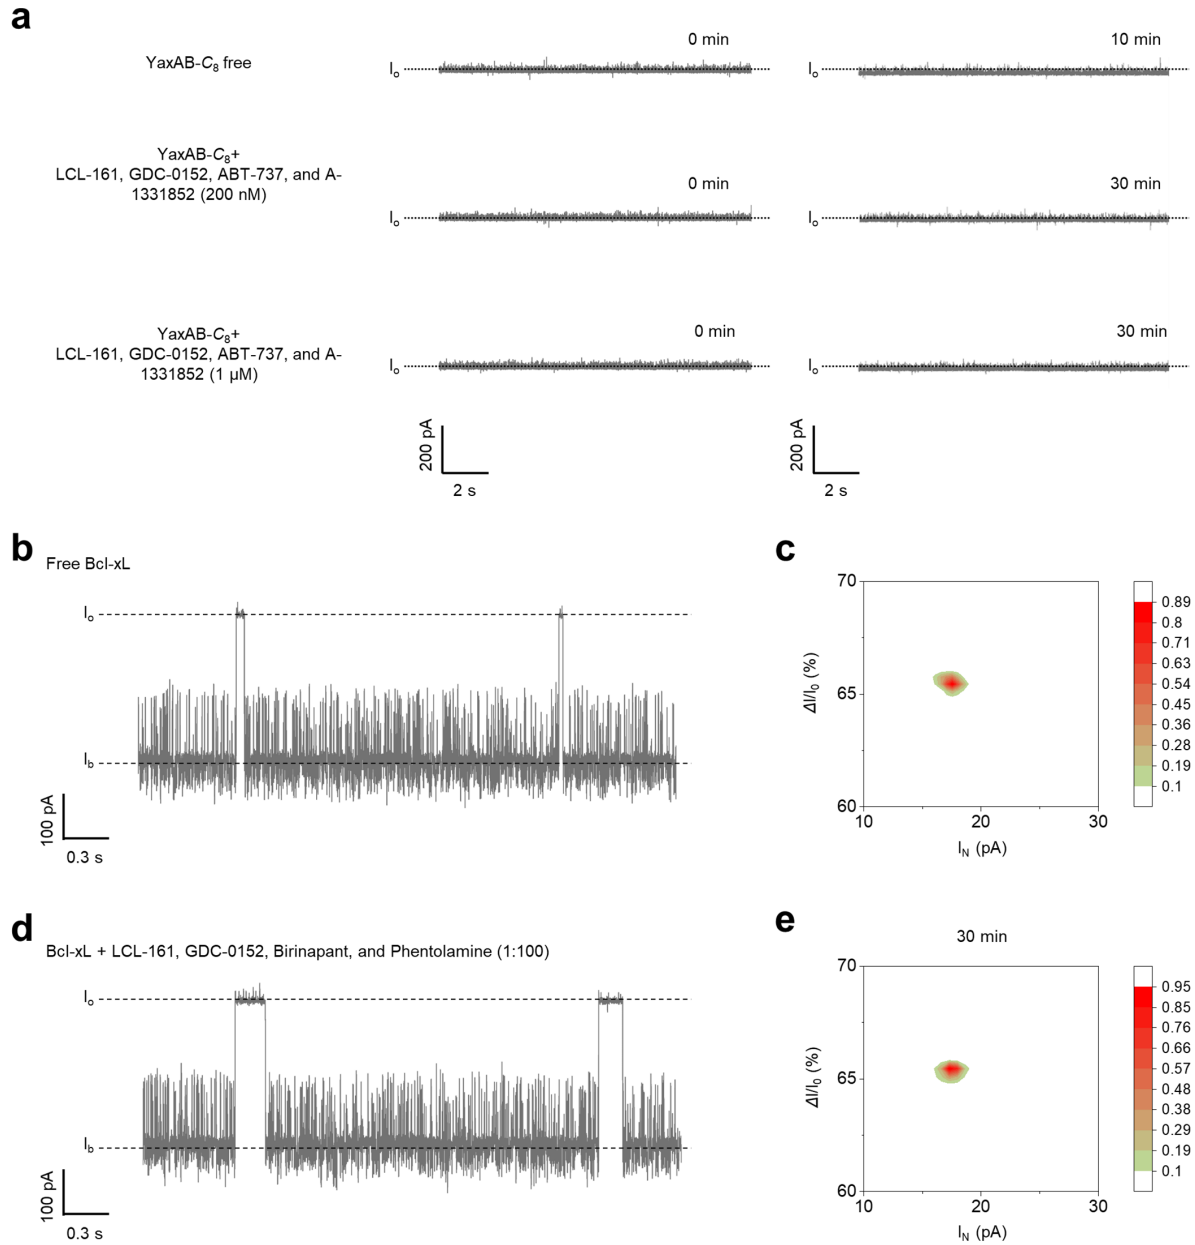 a
YaxAB-C8 free
Io
0 min
Io
10 min
YaxAB-C8+
LCL-161, GDC-0152, ABT-737, and A-
1331852 (200 nM)
Io
0 min
Io
30 min
YaxAB-C8+
LCL-161, GDC-0152, ABT-737, and A-
1331852 (1 µM)
Io
0 min
Io
30 min
200 pA
2 s
200 pA
2 s
b
Free Bcl-xL
Io
Ib
100 pA
0.3 s
c
70
65
60
ΔI/I0 (%)
10
20
30
IN (pA)
0.89
0.8
0.71
0.63
0.54
0.45
0.36
0.28
0.19
0.1
d
Bcl-xL + LCL-161, GDC-0152, Birinapant, and Phentolamine (1:100)
Io
Ib
100 pA
0.3 s
e
30 min
70
65
60
ΔI/I0 (%)
10
20
30
IN (pA)
0.95
0.85
0.76
0.66
0.57
0.48
0.38
0.29
0.19
0.1